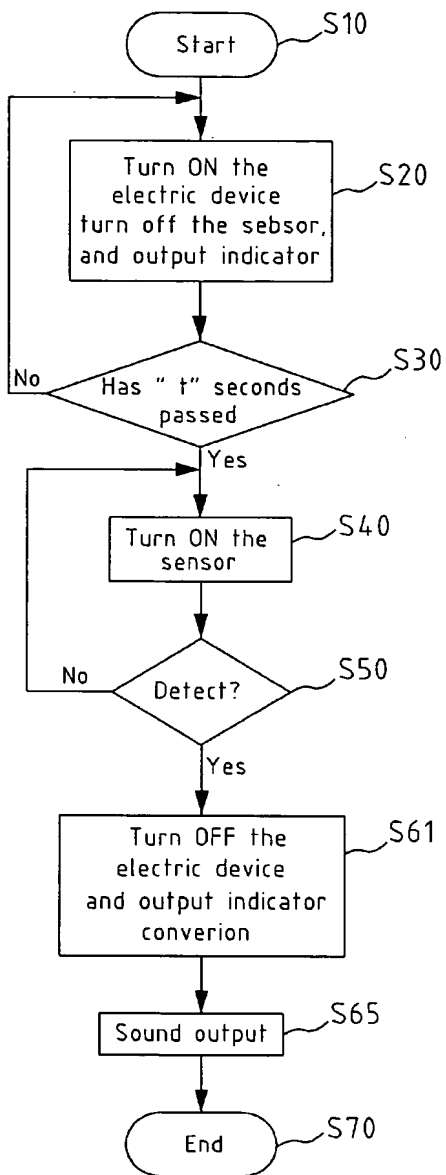 Start
S10
Turn ON the
electric device
turn off the sebsor,
and output indicator
S20
Has " t" seconds
passed
S30
No
Yes
Turn ON the
sensor
S40
Detect?
S50
No
Yes
Turn OFF the
electric device
and output indicator
converion
S61
Sound output
S65
End
S70